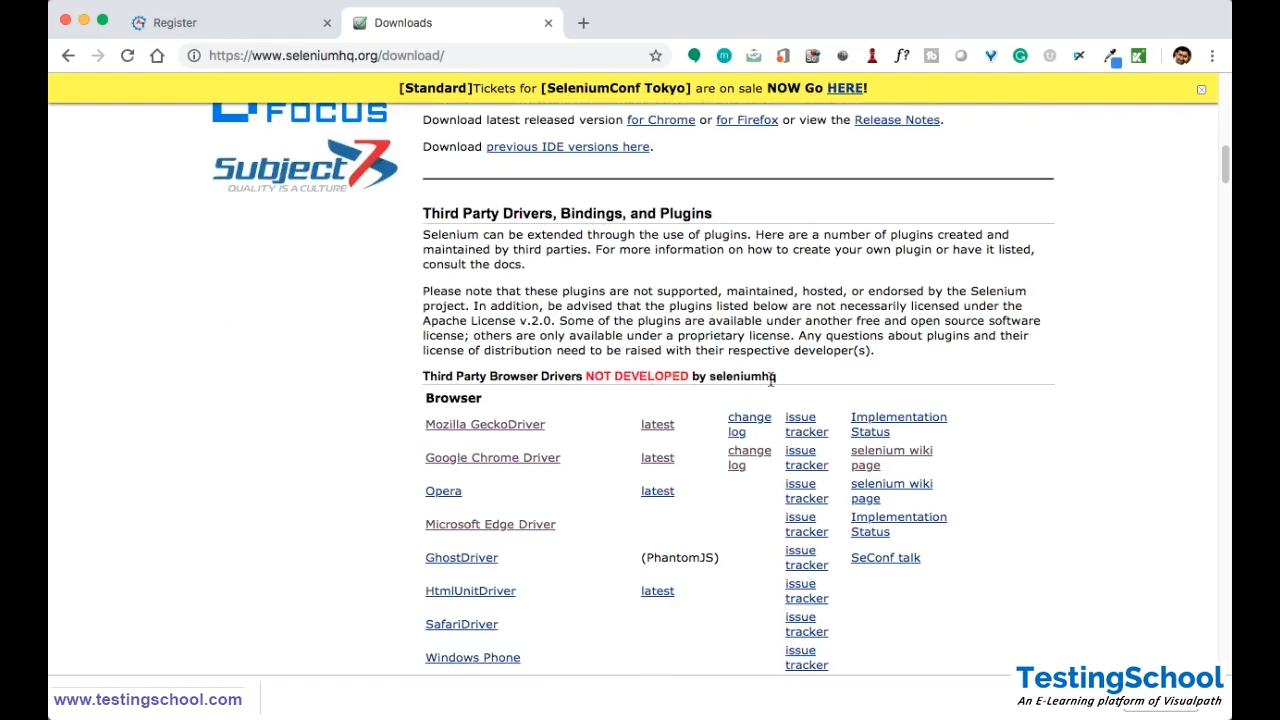 Register
Downloads
https://www.seleniumhq.org/download/
[Standard]Tickets for [SeleniumConf Tokyo] are on sale NOW Go HERE!
FOCUS
Subject7
QUALITY IS A CULTURE
Download latest released version for Chrome or for Firefox or view the Release Notes.
Download previous IDE versions here.
Third Party Drivers, Bindings, and Plugins
Selenium can be extended through the use of plugins. Here are a number of plugins created and
maintained by third parties. For more information on how to create your own plugin or have it listed,
consult the docs.
Please note that these plugins are not supported, maintained, hosted, or endorsed by the Selenium
project. In addition, be advised that the plugins listed below are not necessarily licensed under the
Apache License v.2.0. Some of the plugins are available under another free and open source software
license; others are only available under a proprietary license. Any questions about plugins and their
license of distribution need to be raised with their respective developer(s).
Third Party Browser Drivers NOT DEVELOPED by seleniumhq
Browser
Mozilla GeckoDriver latest change log issue tracker Implementation Status
Google Chrome Driver latest change log issue tracker selenium wiki page
Opera latest issue tracker selenium wiki page
Microsoft Edge Driver issue tracker Implementation Status
GhostDriver (PhantomJS) issue tracker SeConf talk
HtmlUnitDriver latest issue tracker
SafariDriver issue tracker
Windows Phone issue tracker
www.testingschool.com
TestingSchool
An E-Learning platform of Visualpath